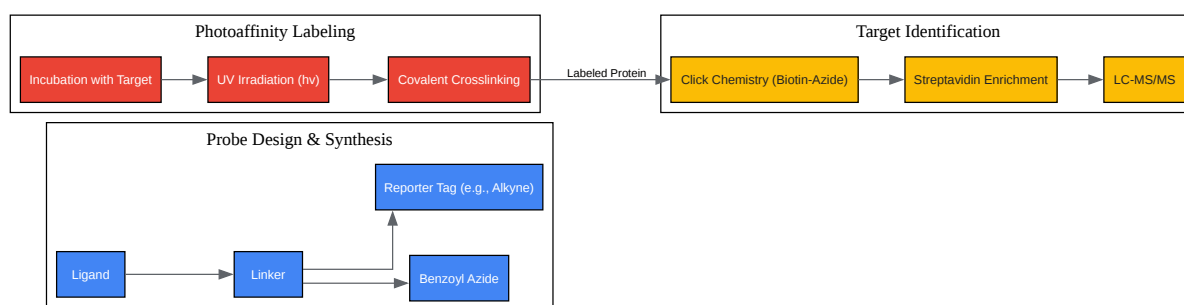 Photoaffinity Labeling
Incubation with Target
UV Irradiation (hv)
Covalent Crosslinking
Labeled Protein
Target Identification
Click Chemistry (Biotin-Azide)
Streptavidin Enrichment
LC-MS/MS
Probe Design & Synthesis
Reporter Tag (e.g., Alkyne)
Ligand
Linker
Benzoyl Azide